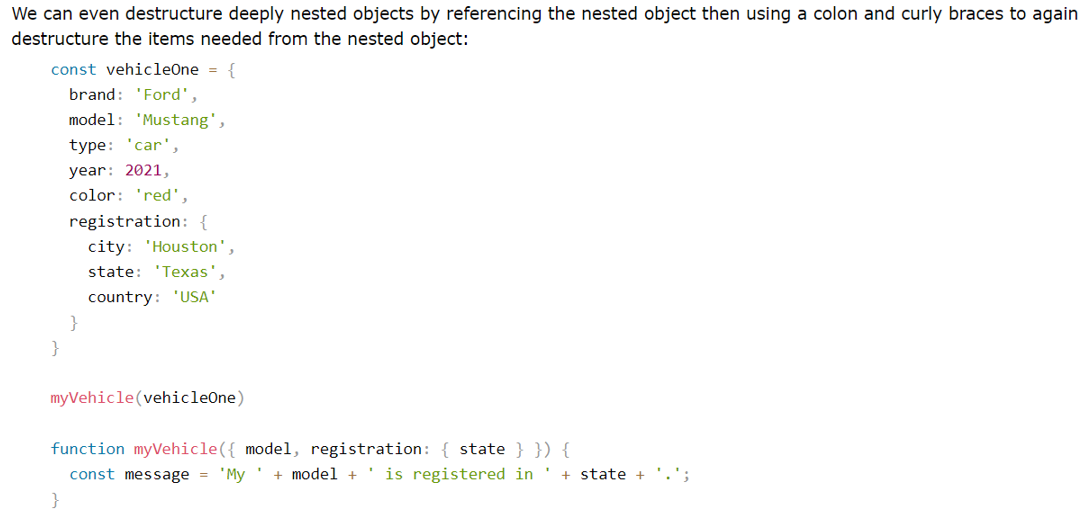 We can even destructure deeply nested objects by referencing the nested object then using a colon and curly braces to again
destructure the items needed from the nested object:
const vehicleOne = {
  brand: 'Ford',
  model: 'Mustang',
  type: 'car',
  year: 2021,
  color: 'red',
  registration: {
    city: 'Houston',
    state: 'Texas',
    country: 'USA'
  }
}

myVehicle(vehicleOne)

function myVehicle({ model, registration: { state } }) {
  const message = 'My ' + model + ' is registered in ' + state + '.';
}